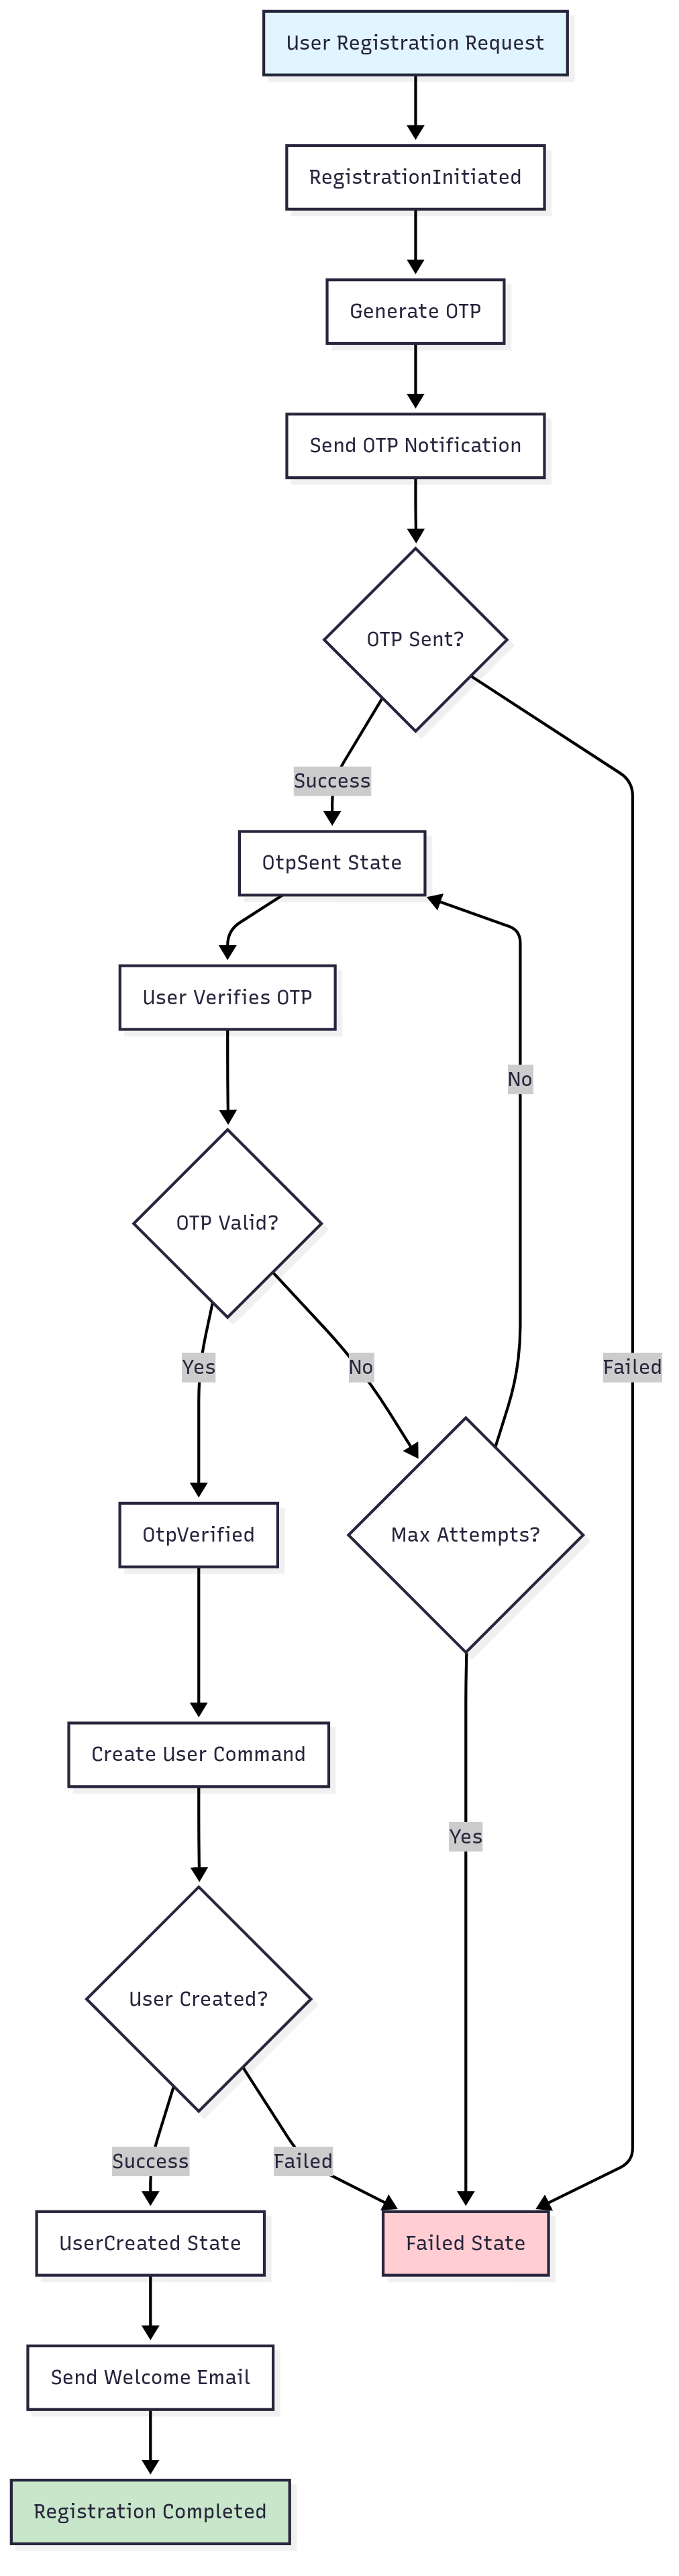 User Registration Request
RegistrationInitiated
Generate OTP
Send OTP Notification
OTP Sent?
Success
OtpSent State
User Verifies OTP
No
OTP Valid?
Yes
No
Failed
OtpVerified
Max Attempts?
Create User Command
Yes
User Created?
Success
Failed
UserCreated State
Failed State
Send Welcome Email
Registration Completed